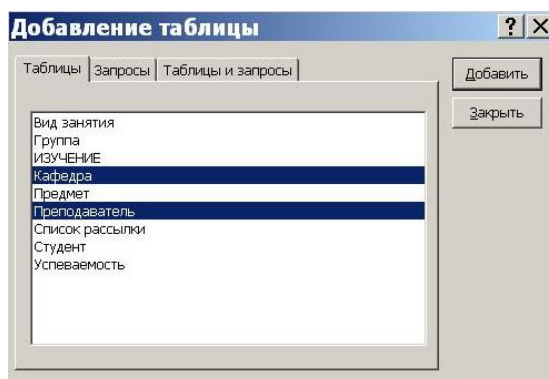 Добавление таблицы
Таблицы Запросы Таблицы и запросы
Добавить
Закрыть
Вид занятия
Группа
ИЗУЧЕНИЕ
Кафедра
Предмет
Преподаватель
Список рассылки
Студент
Успеваемость